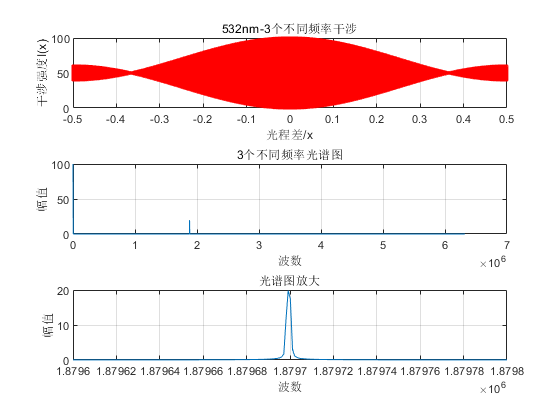 532nm-3个不同频率干涉
干涉强度I(x)
100
50
0
-0.5 -0.4 -0.3 -0.2 -0.1 0 0.1 0.2 0.3 0.4 0.5
光程差/x
3个不同频率光谱图
幅值
100
50
0
0 1 2 3 4 5 6 7
波数
×10^6
光谱图放大
幅值
20
10
0
1.8796 1.87962 1.87964 1.87966 1.87968 1.8797 1.87972 1.87974 1.87976 1.87978 1.8798
波数
×10^6